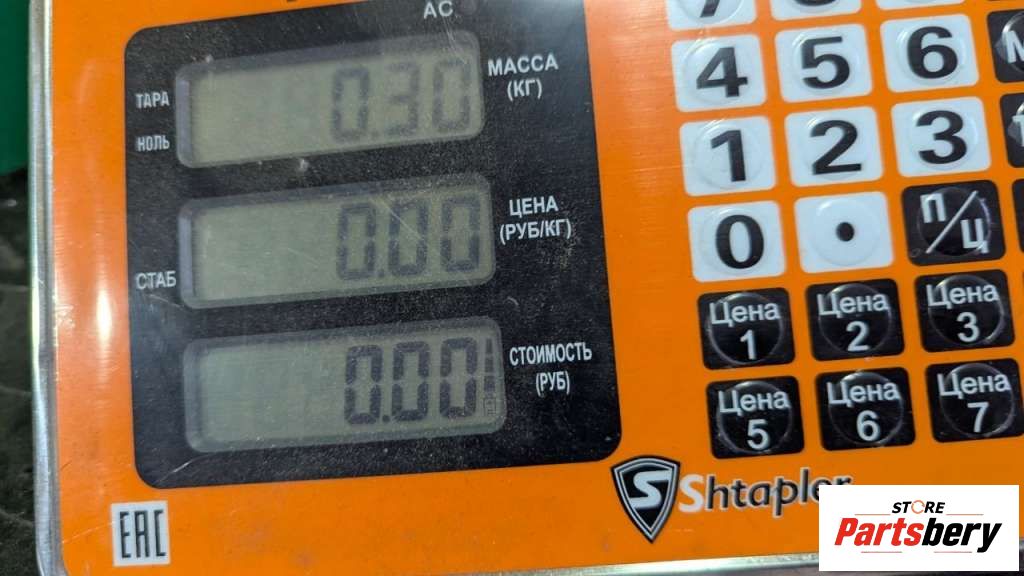 AC
ТАРА
НОЛЬ
0.30
МАССА
(КГ)
СТАБ
0.00
ЦЕНА
(РУБ/КГ)
0.00
СТОИМОСТЬ
(РУБ)
4 5 6
1 2 3
0 . П/Ц
Цена 1
Цена 2
Цена 3
Цена 5
Цена 6
Цена 7
S Shtapler
EAC
STORE
Partsbery